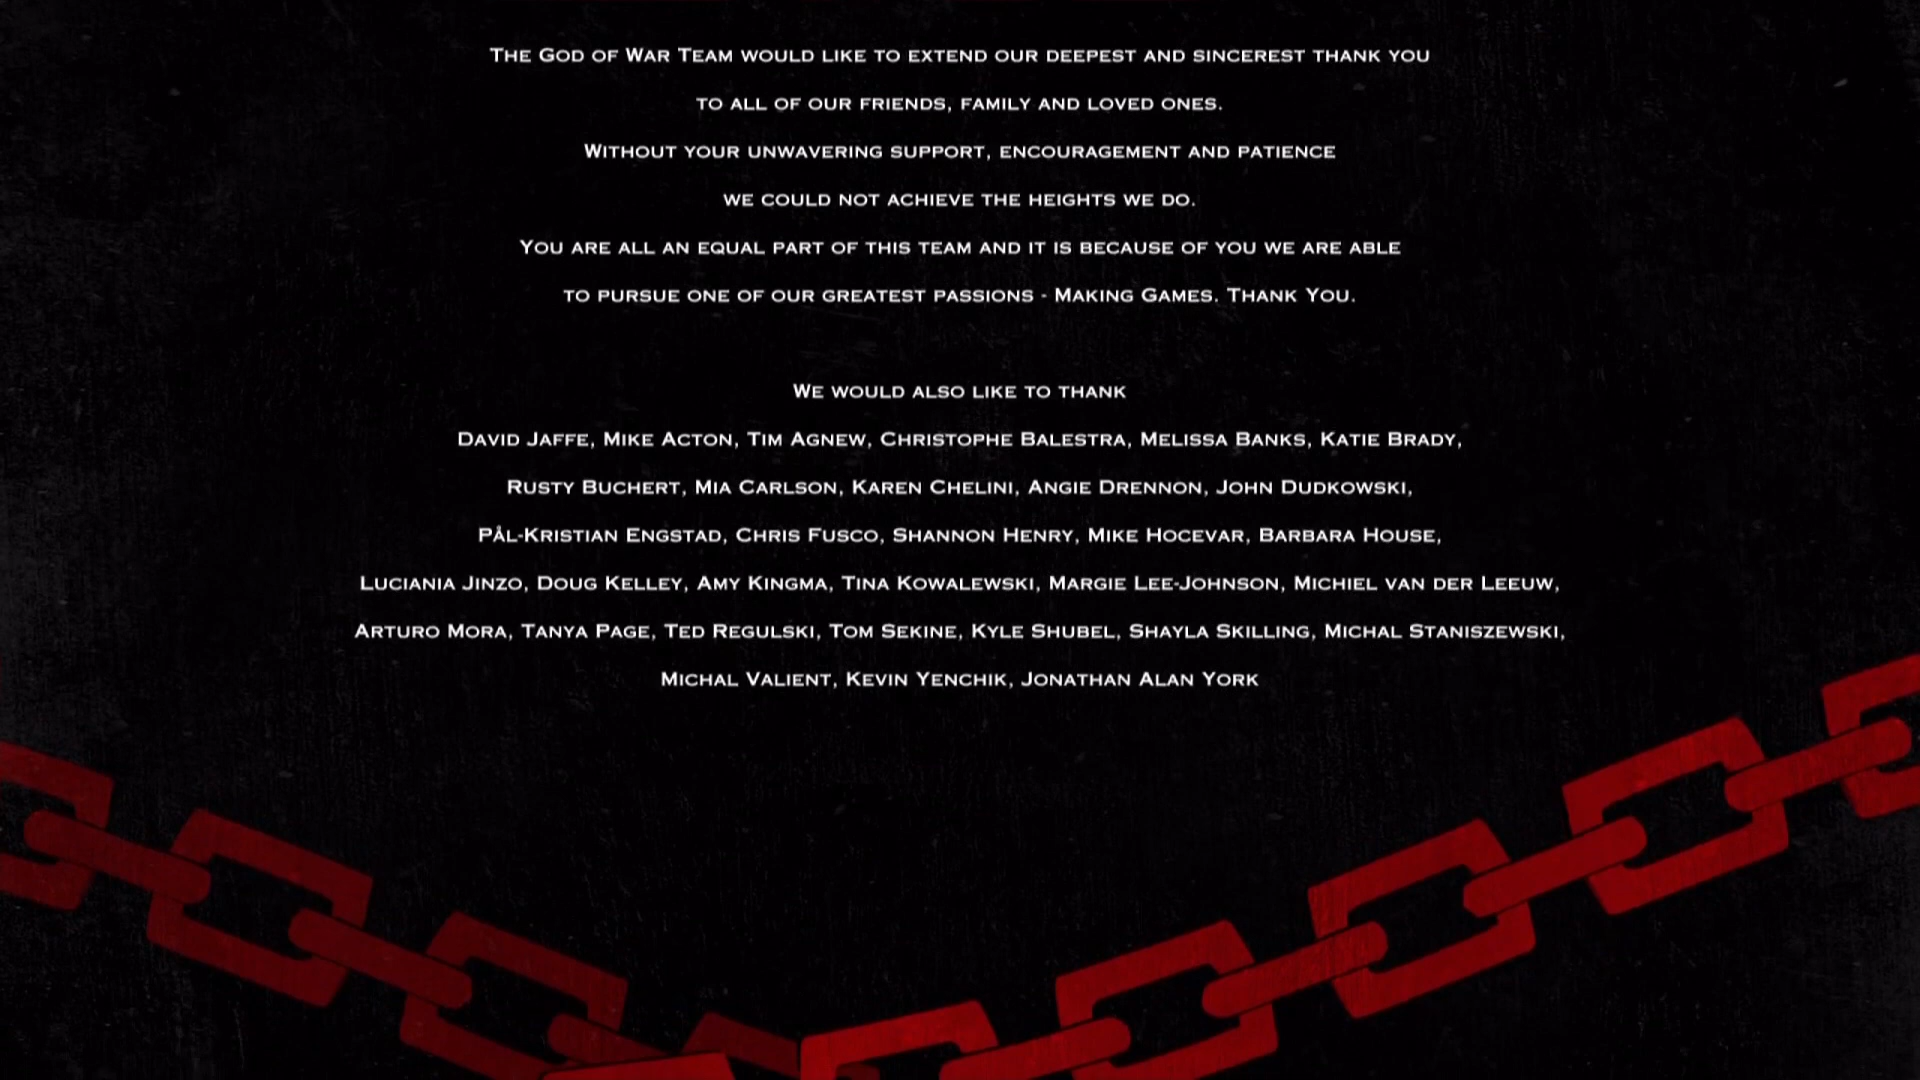 The God of War Team would like to extend our deepest and sincerest thank you
to all of our friends, family and loved ones.
Without your unwavering support, encouragement and patience
we could not achieve the heights we do.
You are all an equal part of this team and it is because of you we are able
to pursue one of our greatest passions - Making Games. Thank You.
We would also like to thank
David Jaffe, Mike Acton, Tim Agnew, Christophe Balestra, Melissa Banks, Katie Brady,
Rusty Buchert, Mia Carlson, Karen Chelini, Angie Drennon, John Dudkowski,
Pål-Kristian Engstad, Chris Fusco, Shannon Henry, Mike Hocevar, Barbara House,
Luciania Jinzo, Doug Kelley, Amy Kingma, Tina Kowalewski, Margie Lee-Johnson, Michiel van der Leeuw,
Arturo Mora, Tanya Page, Ted Regulski, Tom Sekine, Kyle Shubel, Shayla Skilling, Michal Staniszewski,
Michal Valient, Kevin Yenchik, Jonathan Alan York